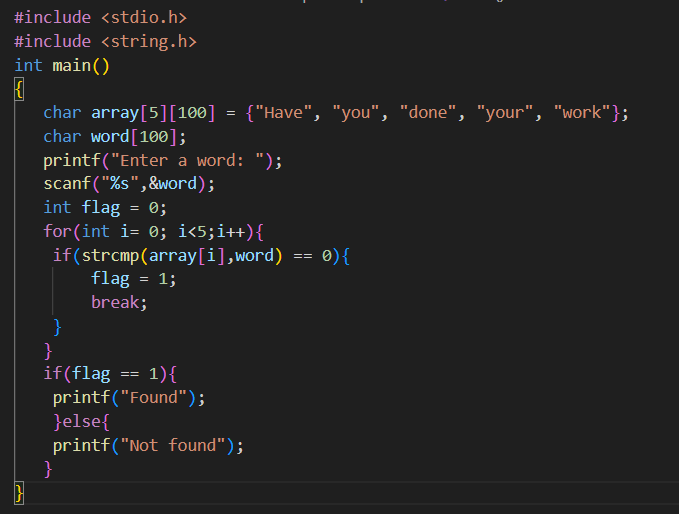 #include <stdio.h>
#include <string.h>
int main()
{
char array[5][100] = {"Have", "you", "done", "your", "work"};
char word[100];
printf("Enter a word: ");
scanf("%s",&word);
int flag = 0;
for(int i= 0; i<5;i++){
if(strcmp(array[i],word) == 0){
flag = 1;
break;
}
}
if(flag == 1){
printf("Found");
}else{
printf("Not found");
}
}